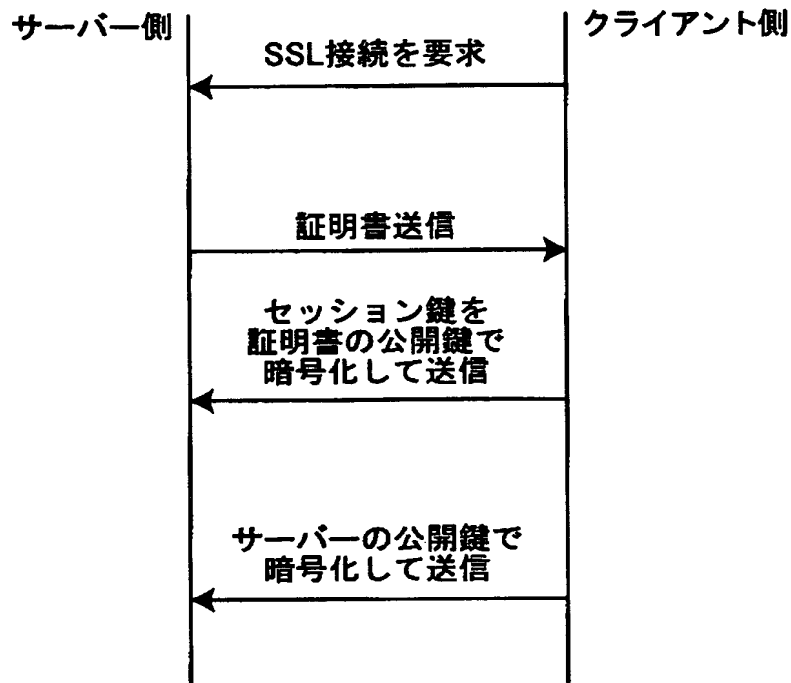 サーバー側
クライアント側
SSL接続を要求
証明書送信
セッション鍵を
証明書の公開鍵で
暗号化して送信
サーバーの公開鍵で
暗号化して送信